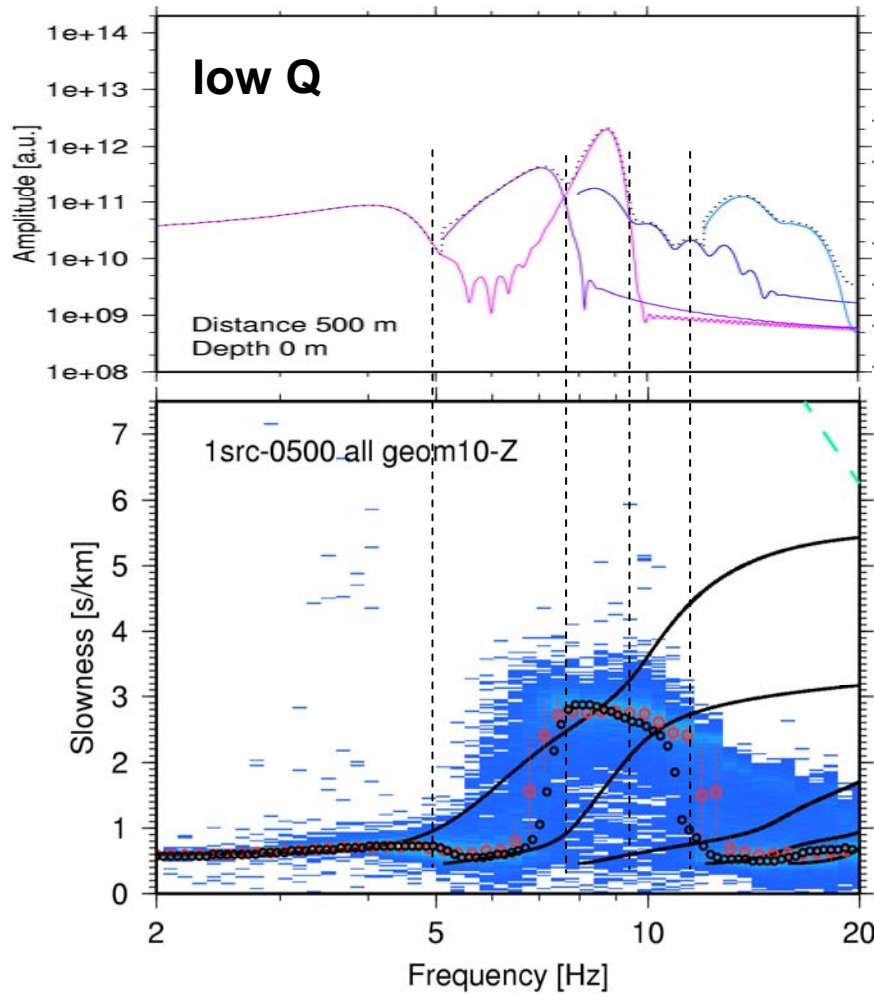 1e+14
low Q
1e+13
1e+12
1e+11
1e+10
1e+09
1e+08
Amplitude [a.u.]
Distance 500 m
Depth 0 m
7
1src-0500 all geom10-Z
6
5
4
3
2
1
0
Slowness [s/km]
2
5
10
20
Frequency [Hz]